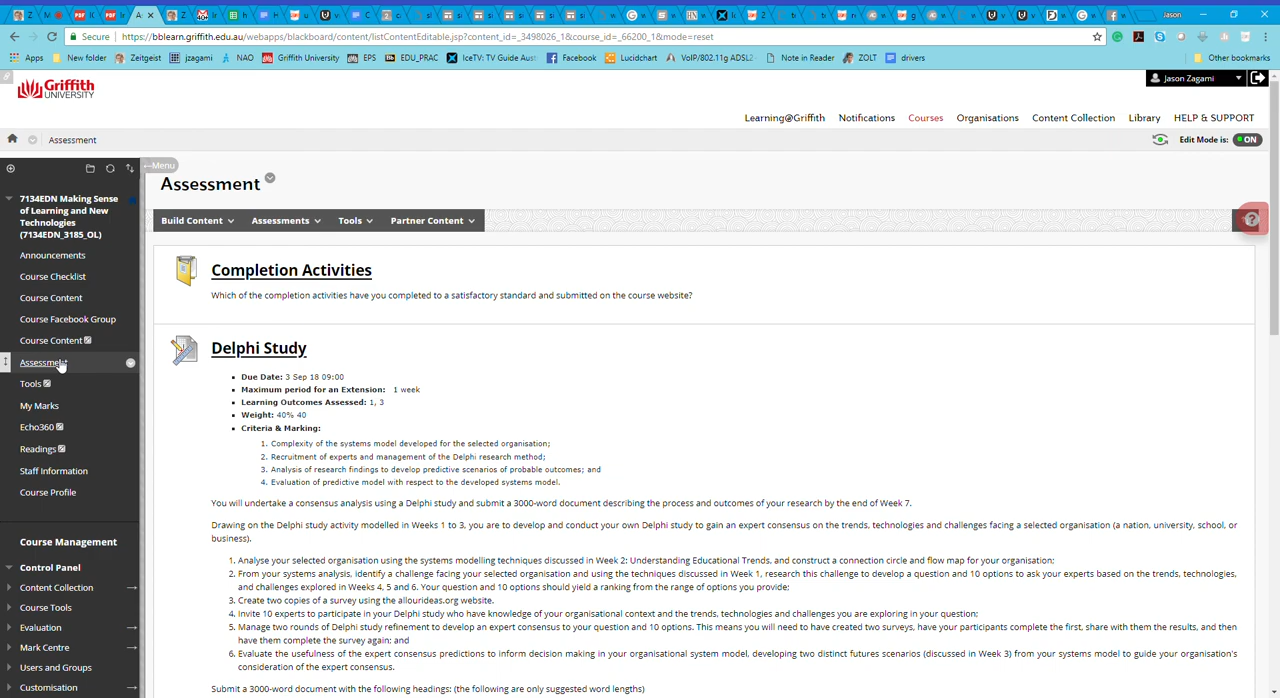 Jason
Secure | https://bblearn.griffith.edu.au/webapps/blackboard/content/listContentEditable.jsp?content_id=_3498026_1&course_id=_66200_1&mode=reset
Apps New folder Zeitgeist jzagami NAO Griffith University EPS EDU_PRAC IceTV: TV Guide Aust Facebook Lucidchart VoIP/802.11g ADSL2 Note in Reader ZOLT drivers Other bookmarks
Griffith
UNIVERSITY
Jason Zagami
Learning@Griffith Notifications Courses Organisations Content Collection Library HELP & SUPPORT
Assessment
Edit Mode is: ON
Menu
Assessment
Build Content Assessments Tools Partner Content
7134EDN Making Sense
of Learning and New
Technologies
(7134EDN_3185_OL)
Announcements
Course Checklist
Course Content
Course Facebook Group
Course Content
Assessment
Tools
My Marks
Echo360
Readings
Staff Information
Course Profile
Course Management
Control Panel
Content Collection
Course Tools
Evaluation
Mark Centre
Users and Groups
Customisation
Completion Activities
Which of the completion activities have you completed to a satisfactory standard and submitted on the course website?
Delphi Study
▪ Due Date: 3 Sep 18 09:00
▪ Maximum period for an Extension: 1 week
▪ Learning Outcomes Assessed: 1, 3
▪ Weight: 40% 40
▪ Criteria & Marking:
1. Complexity of the systems model developed for the selected organisation;
2. Recruitment of experts and management of the Delphi research method;
3. Analysis of research findings to develop predictive scenarios of probable outcomes; and
4. Evaluation of predictive model with respect to the developed systems model.
You will undertake a consensus analysis using a Delphi study and submit a 3000-word document describing the process and outcomes of your research by the end of Week 7.
Drawing on the Delphi study activity modelled in Weeks 1 to 3, you are to develop and conduct your own Delphi study to gain an expert consensus on the trends, technologies and challenges facing a selected organisation (a nation, university, school, or
business).
1. Analyse your selected organisation using the systems modelling techniques discussed in Week 2: Understanding Educational Trends, and construct a connection circle and flow map for your organisation;
2. From your systems analysis, identify a challenge facing your selected organisation and using the techniques discussed in Week 1, research this challenge to develop a question and 10 options to ask your experts based on the trends, technologies,
and challenges explored in Weeks 4, 5 and 6. Your question and 10 options should yield a ranking from the range of options you provide;
3. Create two copies of a survey using the allourideas.org website.
4. Invite 10 experts to participate in your Delphi study who have knowledge of your organisational context and the trends, technologies and challenges you are exploring in your question;
5. Manage two rounds of Delphi study refinement to develop an expert consensus to your question and 10 options. This means you will need to have created two surveys, have your participants complete the first, share with them the results, and then
have them complete the survey again; and
6. Evaluate the usefulness of the expert consensus predictions to inform decision making in your organisational system model, developing two distinct futures scenarios (discussed in Week 3) from your systems model to guide your organisation's
consideration of the expert consensus.
Submit a 3000-word document with the following headings: (the following are only suggested word lengths)